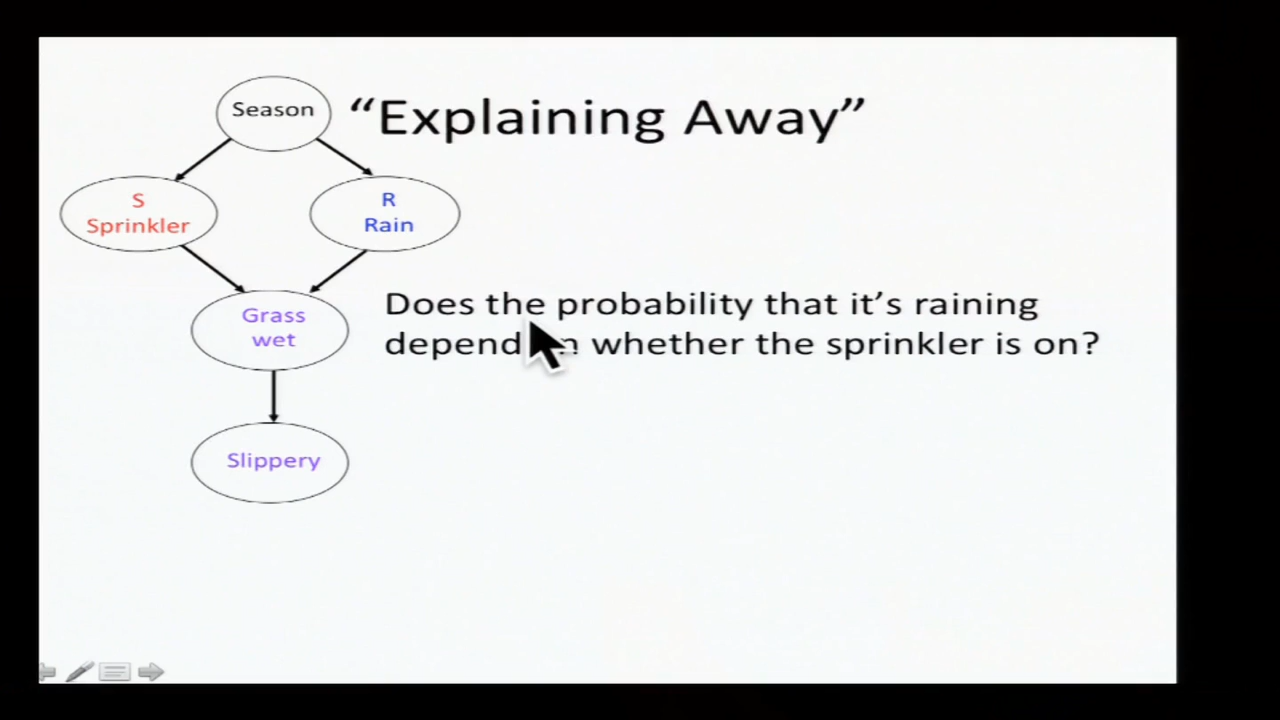 Season
“Explaining Away”
S
Sprinkler
R
Rain
Grass
wet
Does the probability that it’s raining
depend whether the sprinkler is on?
Slippery